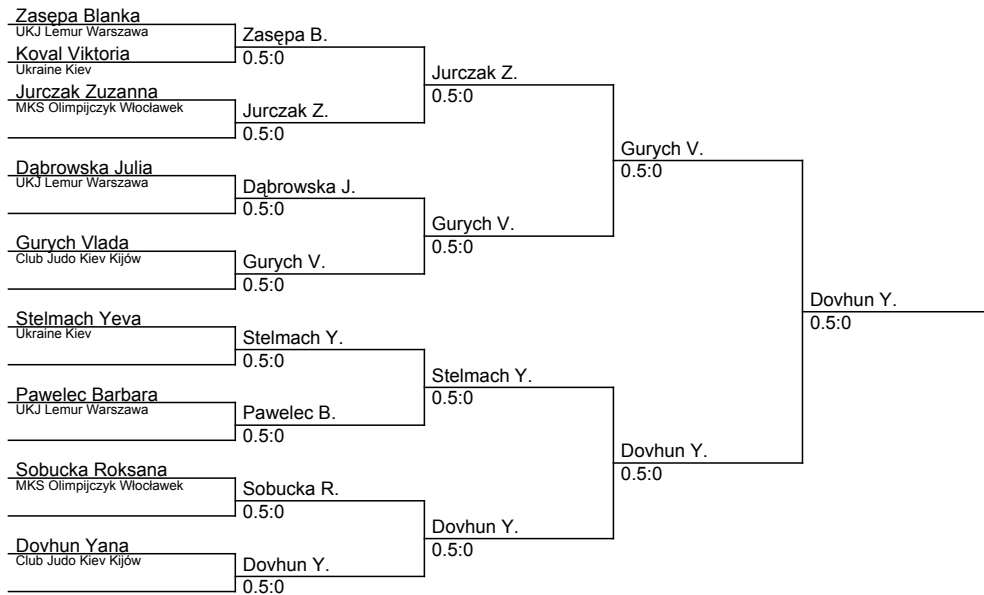 Zasępa Blanka
UKJ Lemur Warszawa
Zasępa B.
0.5:0
Koval Viktoria
Ukraine Kiev
Jurczak Z.
0.5:0
Jurczak Zuzanna
MKS Olimpijczyk Włocławek
Jurczak Z.
0.5:0
Gurych V.
0.5:0
Dąbrowska Julia
UKJ Lemur Warszawa
Dąbrowska J.
0.5:0
Gurych V.
0.5:0
Gurych Vlada
Club Judo Kiev Kijów
Gurych V.
0.5:0
Dovhun Y.
0.5:0
Stelmach Yeva
Ukraine Kiev
Stelmach Y.
0.5:0
Stelmach Y.
0.5:0
Pawelec Barbara
UKJ Lemur Warszawa
Pawelec B.
0.5:0
Dovhun Y.
0.5:0
Sobucka Roksana
MKS Olimpijczyk Włocławek
Sobucka R.
0.5:0
Dovhun Y.
0.5:0
Dovhun Yana
Club Judo Kiev Kijów
Dovhun Y.
0.5:0